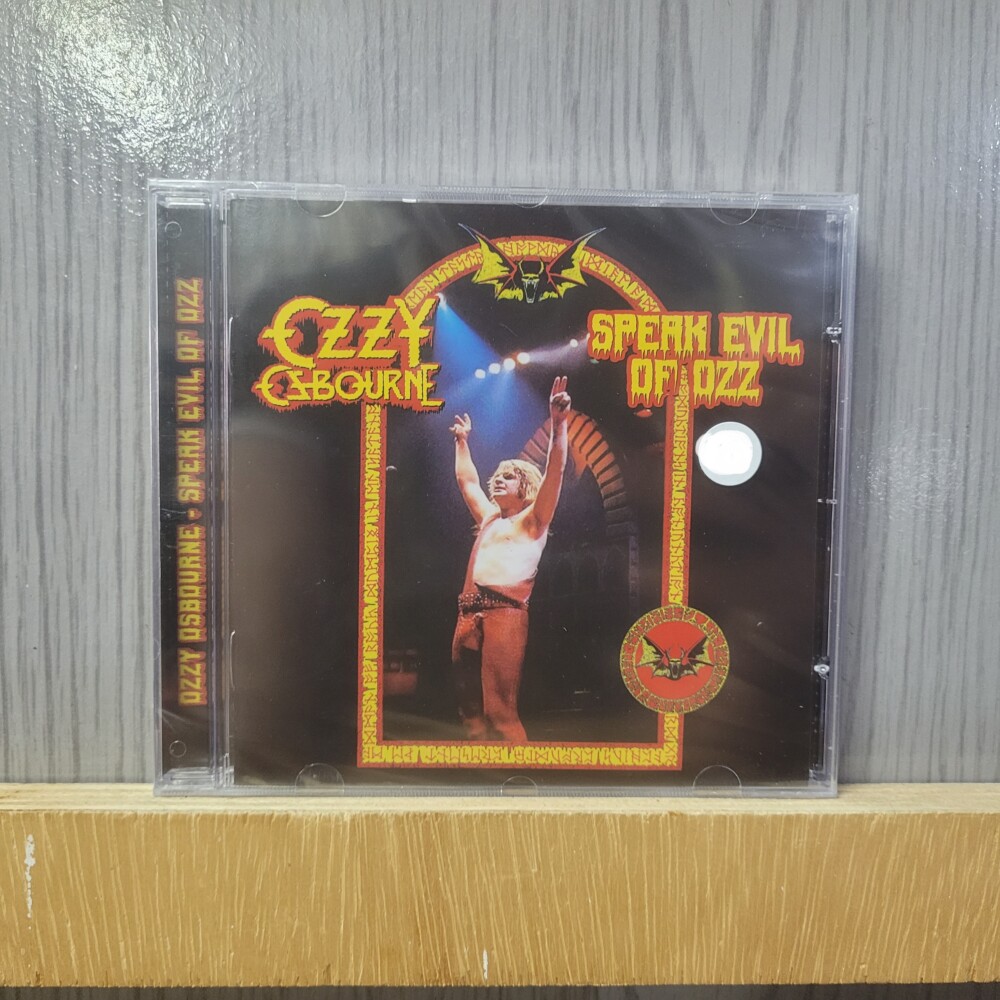 OZZY OSBOURNE - SPEAK EVIL OF OZZ
OZZY
OSBOURNE
SPEAK EVIL
OF OZZ